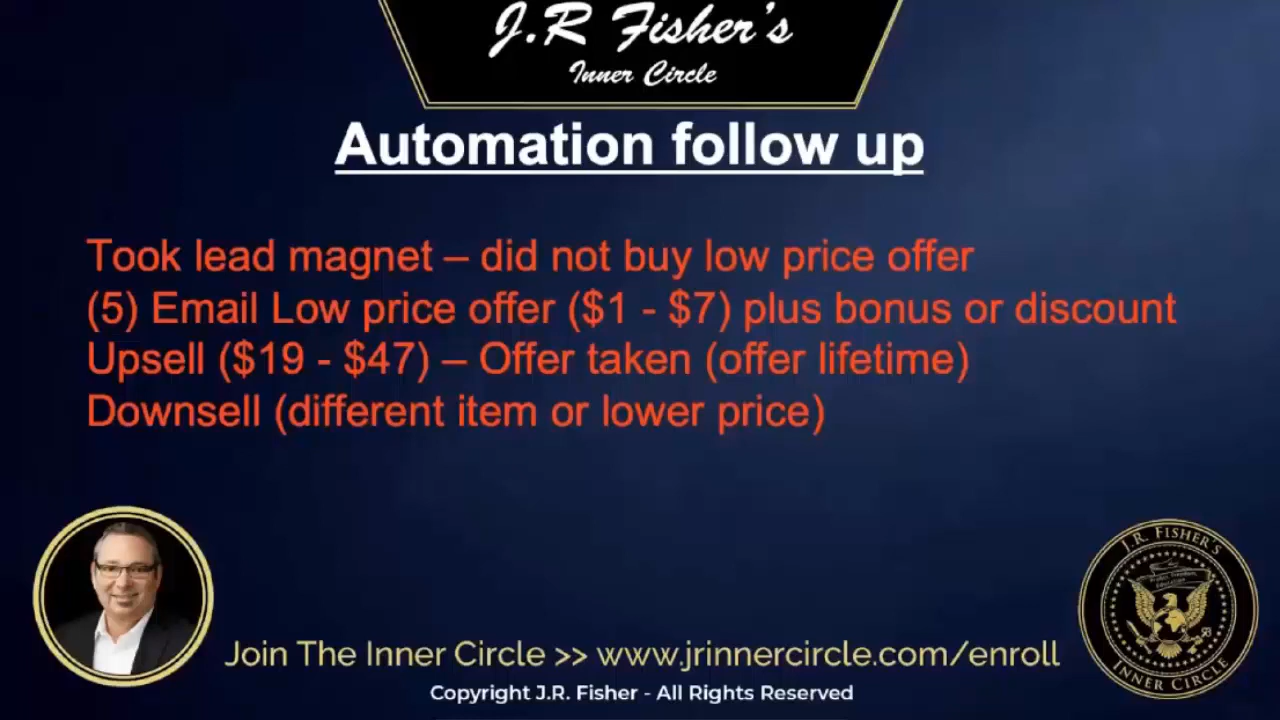 J.R Fisher's
Inner Circle
Automation follow up
Took lead magnet – did not buy low price offer
(5) Email Low price offer ($1 - $7) plus bonus or discount
Upsell ($19 - $47) – Offer taken (offer lifetime)
Downsell (different item or lower price)
J.R. FISHER'S
INNER CIRCLE
Join The Inner Circle >> www.jrinnercircle.com/enroll
Copyright J.R. Fisher - All Rights Reserved